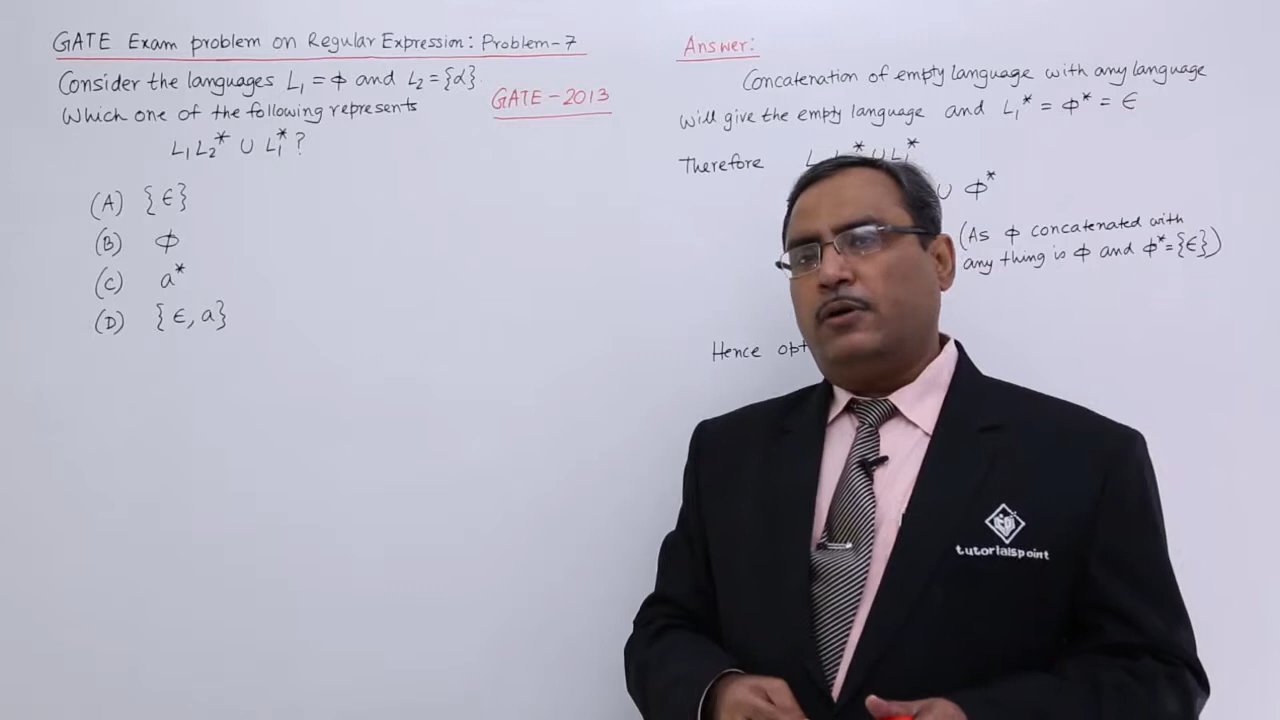 GATE Exam problem on Regular Expression: Problem-7
Consider the languages L₁ = ϕ and L₂ = {a}.
Which one of the following represents
GATE - 2013
L₁L₂* ∪ L₁*?
(A) {ϵ}
(B) ϕ
(C) a*
(D) {ϵ, a}
Answer:
Concatenation of empty language with any language
will give the empty language and L₁* = ϕ* = ϵ
Therefore L₁L₂* ∪ L₁*
∪ ϕ*
(As ϕ concatenated with
any thing is ϕ and ϕ* = {ϵ})
Hence
tutorialspoint